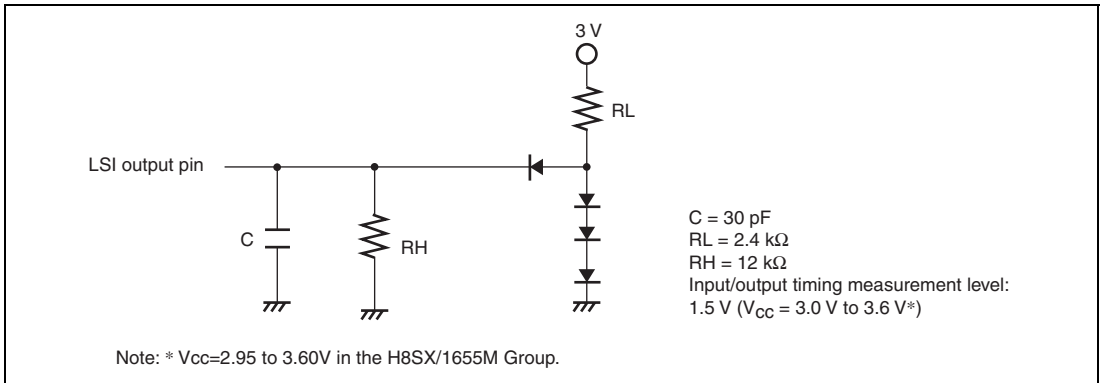 3 V
RL
LSI output pin
C
RH
C = 30 pF
RL = 2.4 kΩ
RH = 12 kΩ
Input/output timing measurement level:
1.5 V (VCC = 3.0 V to 3.6 V*)
Note: * Vcc=2.95 to 3.60V in the H8SX/1655M Group.